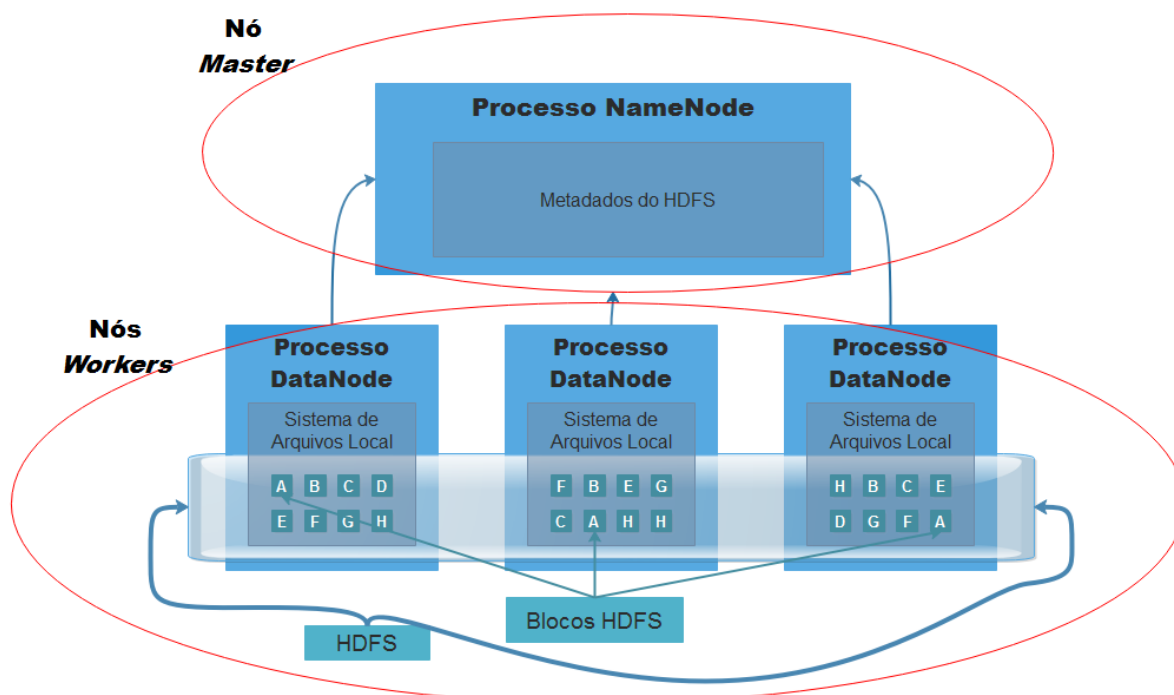 Nó
Master
Processo NameNode
Metadados do HDFS
Nós
Workers
Processo
DataNode
Sistema de
Arquivos Local
A B C D
E F G H
Processo
DataNode
Sistema de
Arquivos Local
F B E G
C A H H
Processo
DataNode
Sistema de
Arquivos Local
H B C E
D G F A
Blocos HDFS
HDFS